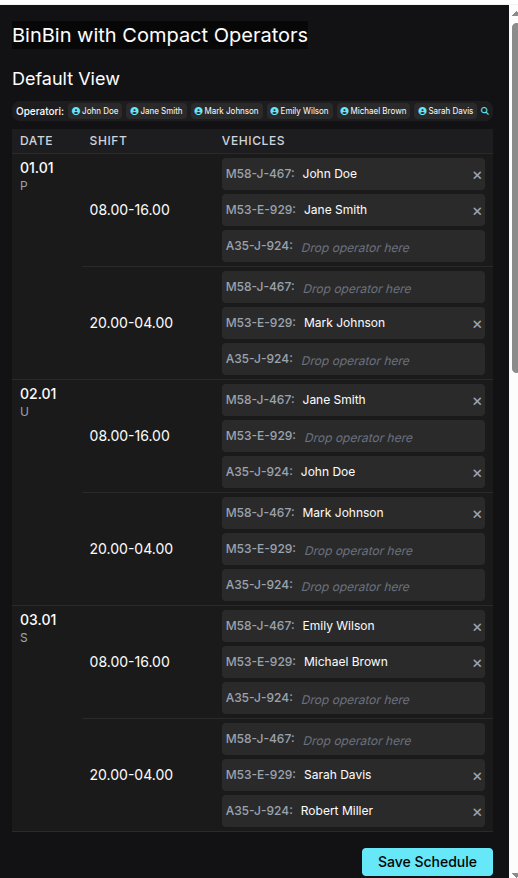 BinBin with Compact Operators
Default View
Operatori: John Doe Jane Smith Mark Johnson Emily Wilson Michael Brown Sarah Davis
DATE SHIFT VEHICLES
01.01
P
08.00-16.00
M58-J-467: John Doe ×
M53-E-929: Jane Smith ×
A35-J-924: Drop operator here
20.00-04.00
M58-J-467: Drop operator here
M53-E-929: Mark Johnson ×
A35-J-924: Drop operator here
02.01
U
08.00-16.00
M58-J-467: Jane Smith ×
M53-E-929: Drop operator here
A35-J-924: John Doe ×
20.00-04.00
M58-J-467: Mark Johnson ×
M53-E-929: Drop operator here
A35-J-924: Drop operator here
03.01
S
08.00-16.00
M58-J-467: Emily Wilson ×
M53-E-929: Michael Brown ×
A35-J-924: Drop operator here
20.00-04.00
M58-J-467: Drop operator here
M53-E-929: Sarah Davis ×
A35-J-924: Robert Miller ×
Save Schedule